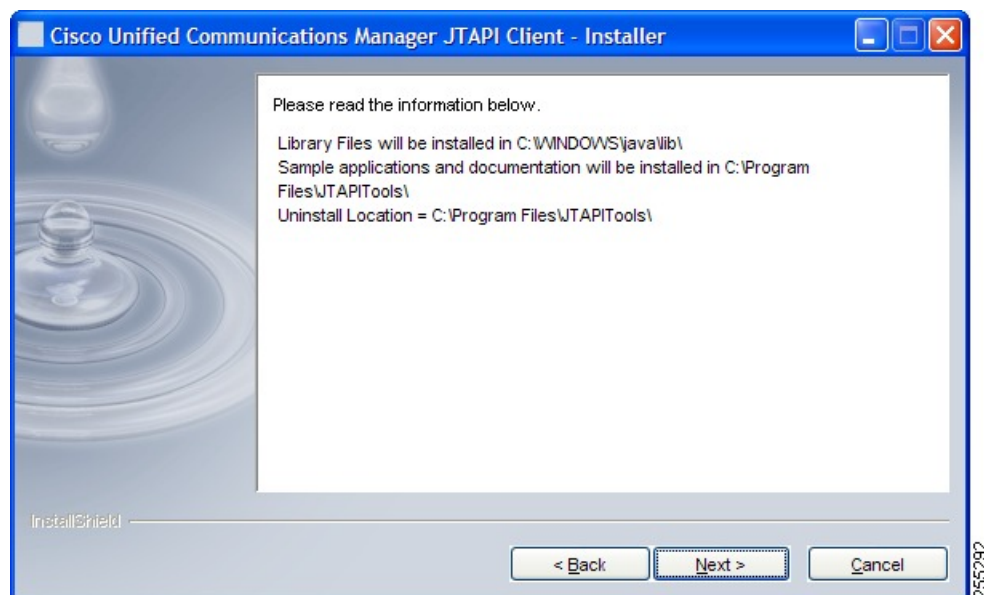 Cisco Unified Communications Manager JTAPI Client - Installer
Please read the information below.
Library Files will be installed in C:\WINDOWS\java\lib\
Sample applications and documentation will be installed in C:\Program
Files\JTAPITools\
Uninstall Location = C:\Program Files\JTAPITools\
InstallShield
< Back
Next >
Cancel
255292